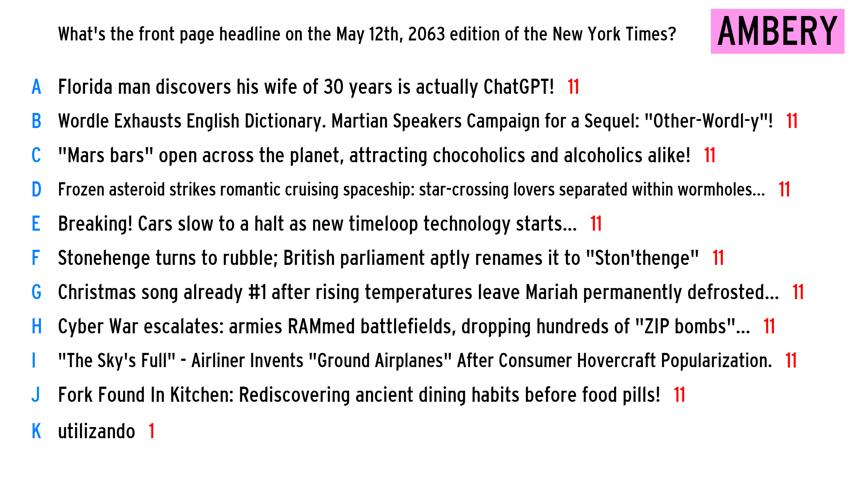 What's the front page headline on the May 12th, 2063 edition of the New York Times?
AMBERY
A Florida man discovers his wife of 30 years is actually ChatGPT! 11
B Wordle Exhausts English Dictionary. Martian Speakers Campaign for a Sequel: "Other-Wordl-y"! 11
C "Mars bars" open across the planet, attracting chocoholics and alcoholics alike! 11
D Frozen asteroid strikes romantic cruising spaceship: star-crossing lovers separated within wormholes... 11
E Breaking! Cars slow to a halt as new timeloop technology starts... 11
F Stonehenge turns to rubble; British parliament aptly renames it to "Ston'thenge" 11
G Christmas song already #1 after rising temperatures leave Mariah permanently defrosted... 11
H Cyber War escalates: armies RAMmed battlefields, dropping hundreds of "ZIP bombs"... 11
I "The Sky's Full" - Airliner Invents "Ground Airplanes" After Consumer Hovercraft Popularization. 11
J Fork Found In Kitchen: Rediscovering ancient dining habits before food pills! 11
K utilizando 1